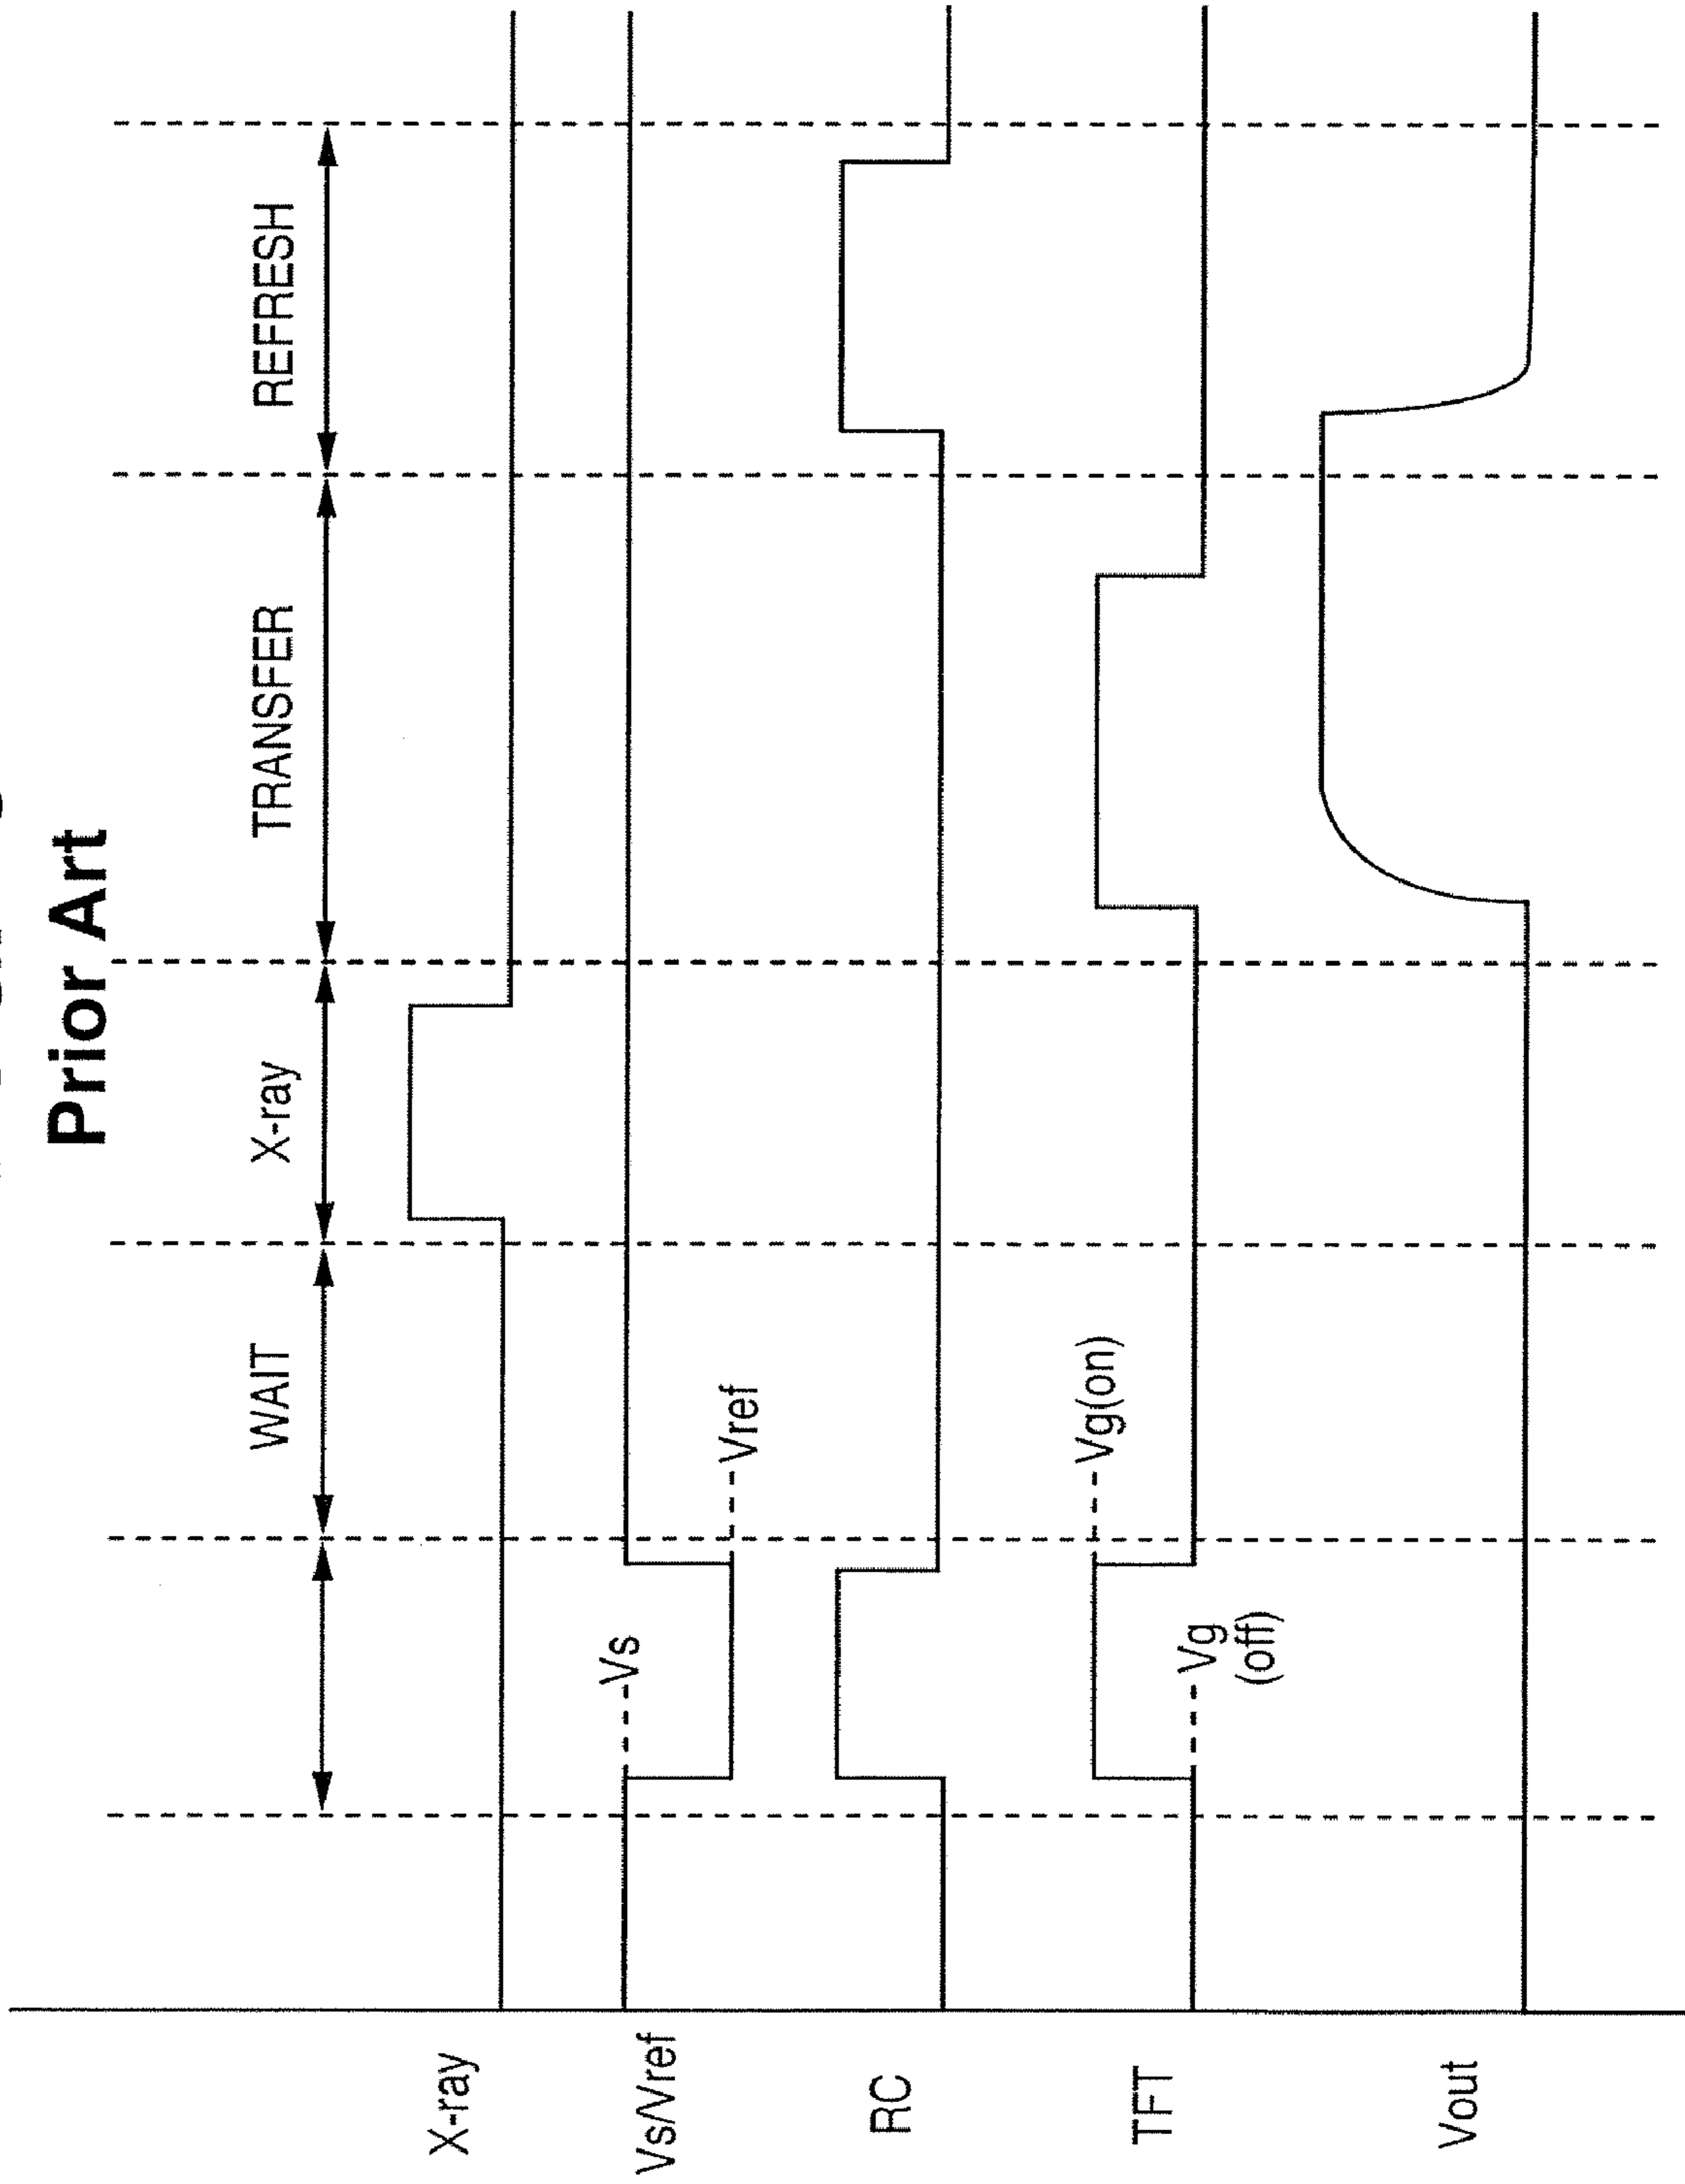 Prior Art
WAIT
X-ray
TRANSFER
REFRESH
X-ray
Vs/Vref
Vs
Vref
RC
TFT
Vg(on)
Vg
(off)
Vout